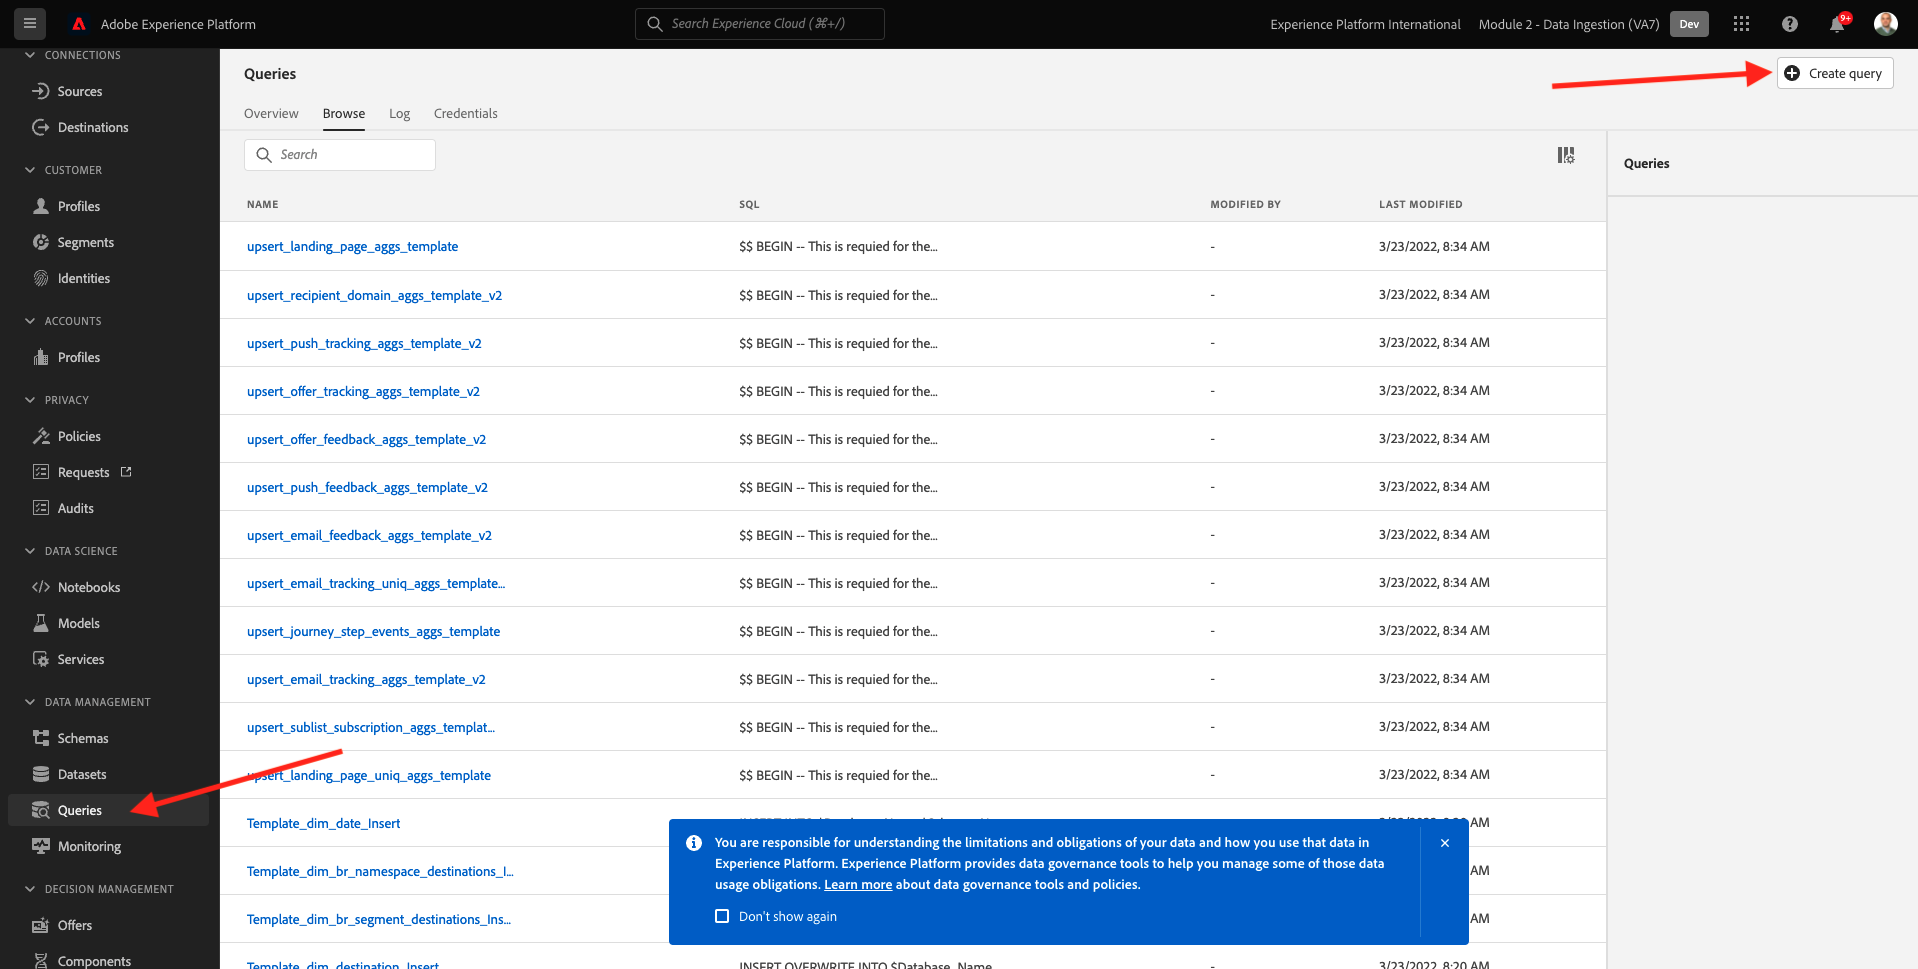 Adobe Experience Platform
Search Experience Cloud (⌘+/)
Experience Platform International
Module 2 - Data Ingestion (VA7)
Dev
9+
CONNECTIONS
Sources
Destinations
CUSTOMER
Profiles
Segments
Identities
ACCOUNTS
Profiles
PRIVACY
Policies
Requests
Audits
DATA SCIENCE
Notebooks
Models
Services
DATA MANAGEMENT
Schemas
Datasets
Queries
Monitoring
DECISION MANAGEMENT
Offers
Components
Queries
Create query
Overview Browse Log Credentials
Search
Queries
NAME SQL MODIFIED BY LAST MODIFIED
upsert_landing_page_aggs_template $$ BEGIN -- This is requied for the... - 3/23/2022, 8:34 AM
upsert_recipient_domain_aggs_template_v2 $$ BEGIN -- This is requied for the... - 3/23/2022, 8:34 AM
upsert_push_tracking_aggs_template_v2 $$ BEGIN -- This is requied for the... - 3/23/2022, 8:34 AM
upsert_offer_tracking_aggs_template_v2 $$ BEGIN -- This is requied for the... - 3/23/2022, 8:34 AM
upsert_offer_feedback_aggs_template_v2 $$ BEGIN -- This is requied for the... - 3/23/2022, 8:34 AM
upsert_push_feedback_aggs_template_v2 $$ BEGIN -- This is requied for the... - 3/23/2022, 8:34 AM
upsert_email_feedback_aggs_template_v2 $$ BEGIN -- This is requied for the... - 3/23/2022, 8:34 AM
upsert_email_tracking_uniq_aggs_template... $$ BEGIN -- This is requied for the... - 3/23/2022, 8:34 AM
upsert_journey_step_events_aggs_template $$ BEGIN -- This is requied for the... - 3/23/2022, 8:34 AM
upsert_email_tracking_aggs_template_v2 $$ BEGIN -- This is requied for the... - 3/23/2022, 8:34 AM
upsert_sublist_subscription_aggs_templat... $$ BEGIN -- This is requied for the... - 3/23/2022, 8:34 AM
upsert_landing_page_uniq_aggs_template $$ BEGIN -- This is requied for the... - 3/23/2022, 8:34 AM
Template_dim_date_Insert AM
Template_dim_br_namespace_destinations_I... AM
Template_dim_br_segment_destinations_Ins... AM
Template_dim_destination_Insert INSERT OVERWRITE INTO $Database_Name - 3/23/2022, 8:20 AM
You are responsible for understanding the limitations and obligations of your data and how you use that data in
Experience Platform. Experience Platform provides data governance tools to help you manage some of those data
usage obligations. Learn more about data governance tools and policies.
Don't show again